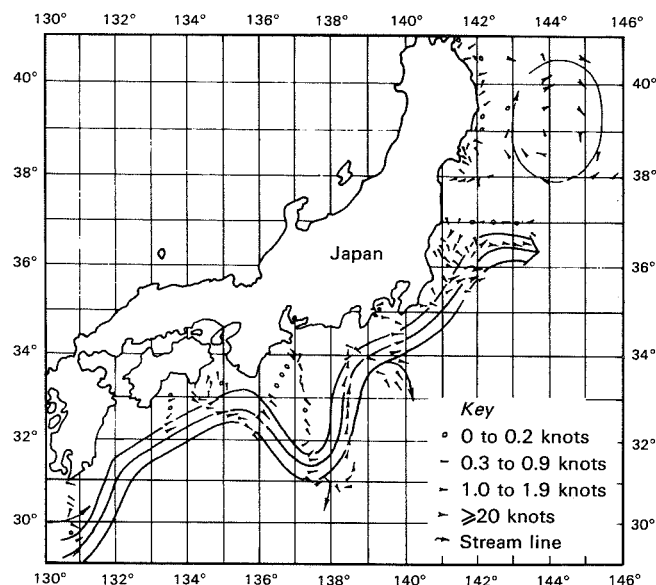 130° 132° 134° 136° 138° 140° 142° 144° 146°
40° 40°
38° 38°
36° Japan 36°
34° 34°
32° 32°
30° 30°
Key
0 to 0.2 knots
0.3 to 0.9 knots
1.0 to 1.9 knots
⩾20 knots
Stream line
130° 132° 134° 136° 138° 140° 142° 144° 146°